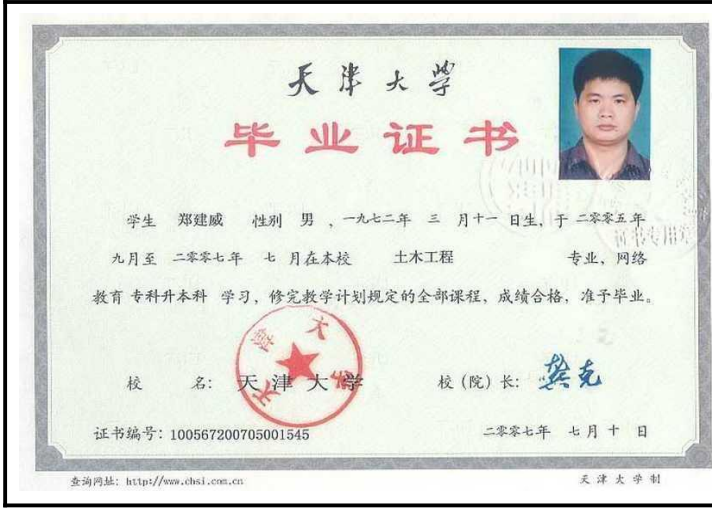 天津大学
毕业证书
学生 郑建威 性别 男 ，一九七二年 三 月十一 日生，于 二零零五年
九月至 二零零七年 七 月在本校 土木工程 专业，网络
教育 专科升本科 学习，修完教学计划规定的全部课程，成绩合格，准予毕业。
天津大学
校 名：天津大学 校(院)长：龚克
证书编号：100567200705001545 二零零七年 七月 十 日
查询网址：http://www.chsi.com.cn 天津大学制